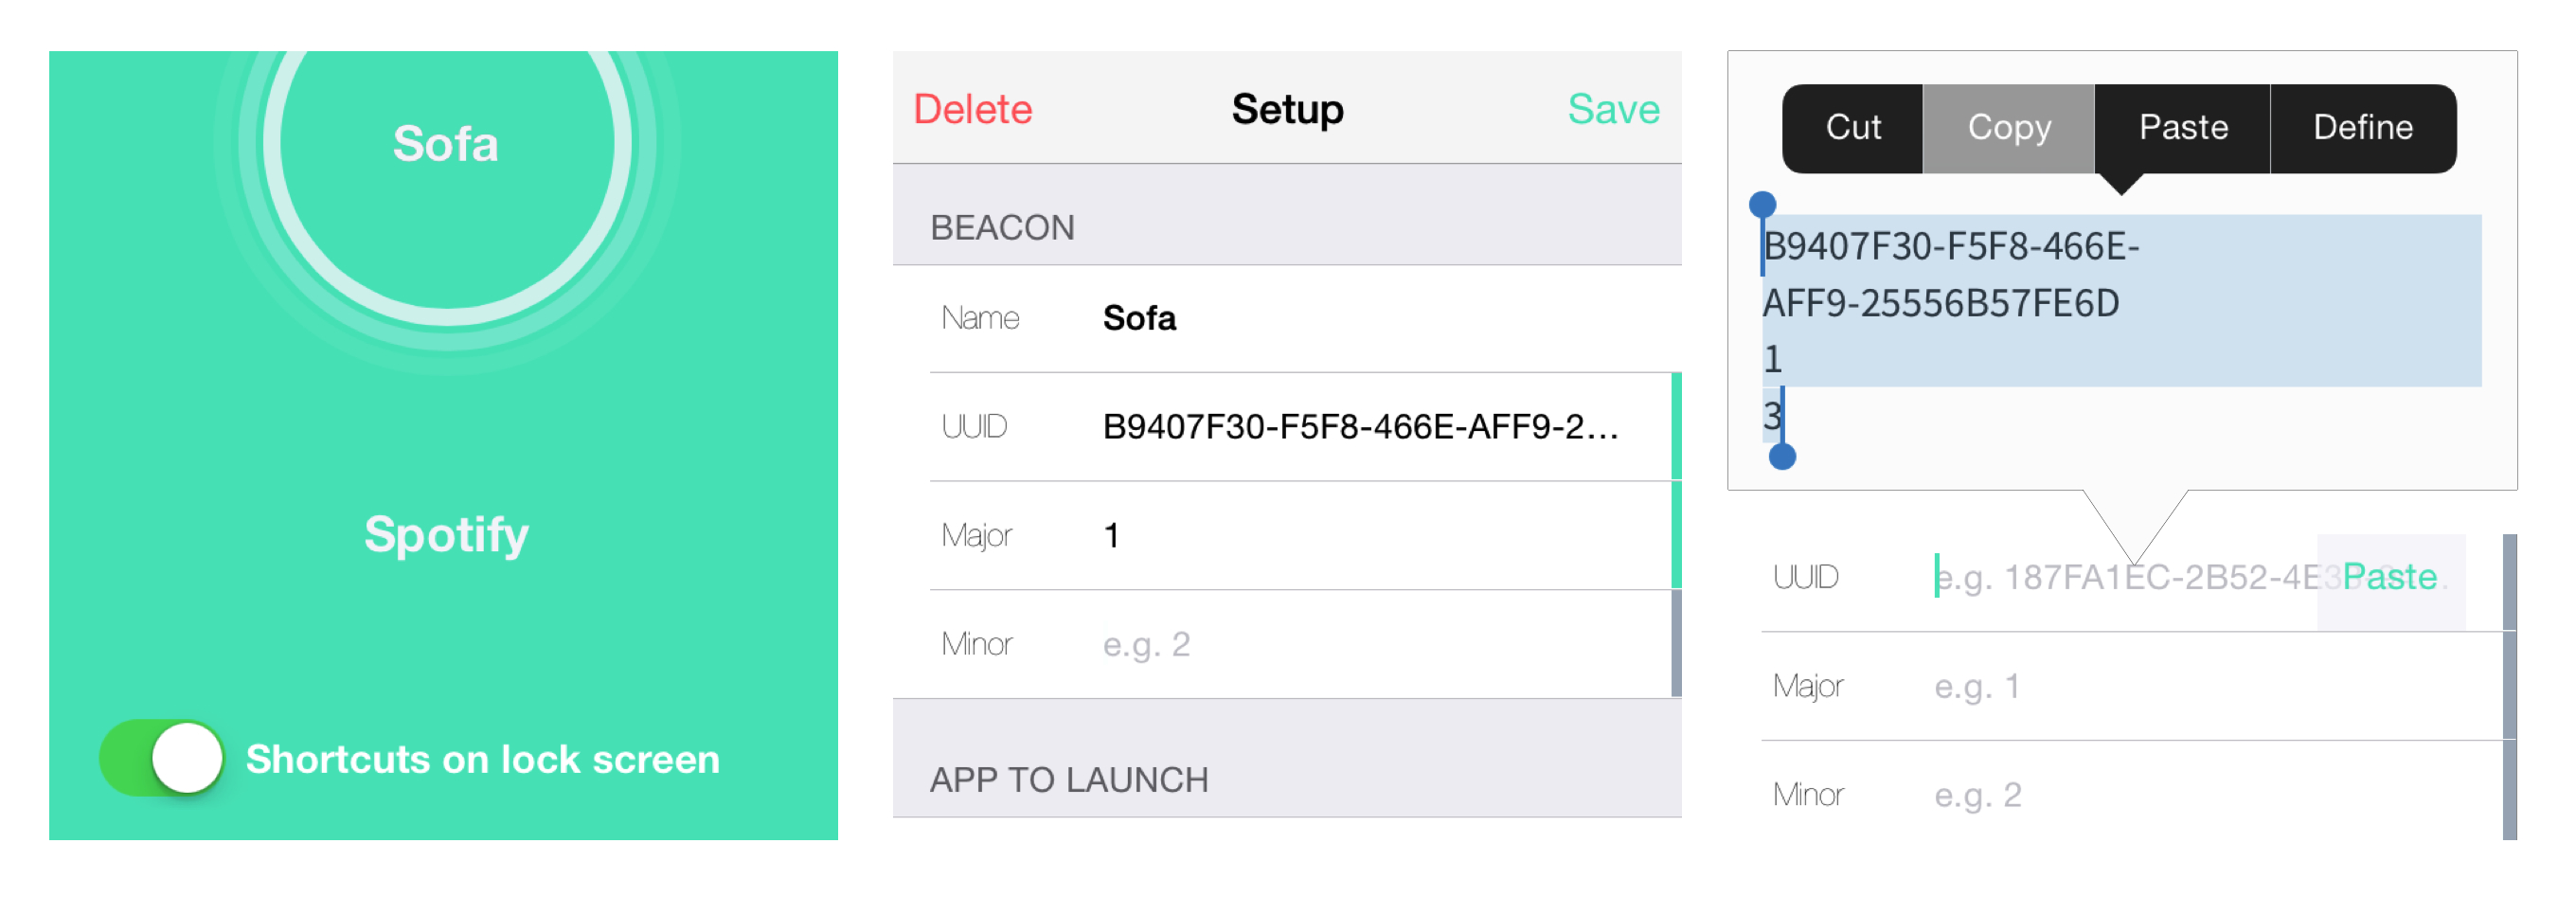 Sofa
Spotify
Shortcuts on lock screen
Delete Setup Save
BEACON
Name Sofa
UUID B9407F30-F5F8-466E-AFF9-2...
Major 1
Minor e.g. 2
APP TO LAUNCH
Cut Copy Paste Define
B9407F30-F5F8-466E-
AFF9-25556B57FE6D
1
3
UUID e.g. 187FA1EC-2B52-4E Paste
Major e.g. 1
Minor e.g. 2